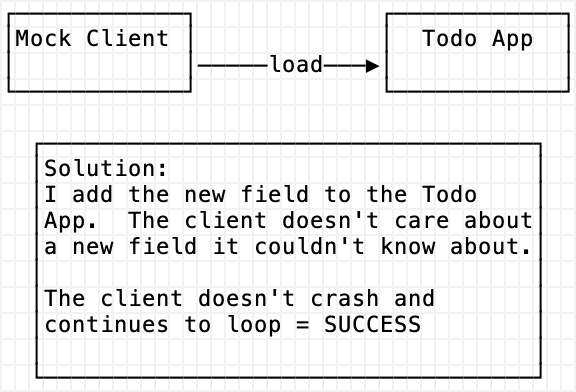 Mock Client
load
Todo App
Solution:
I add the new field to the Todo
App.  The client doesn't care about
a new field it couldn't know about.
The client doesn't crash and
continues to loop = SUCCESS